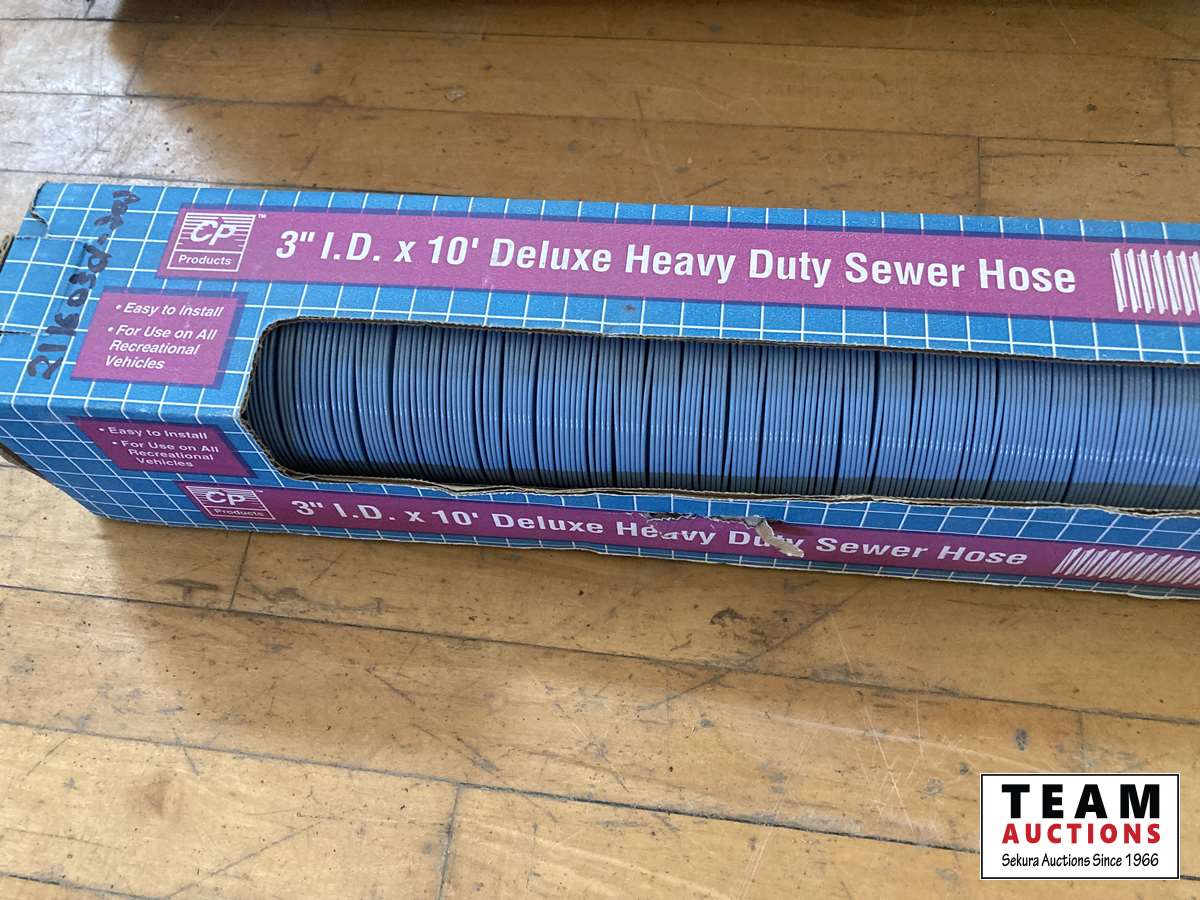 CP™
Products
3" I.D. x 10' Deluxe Heavy Duty Sewer Hose
• Easy to Install
• For Use on All
Recreational
Vehicles
• Easy to Install
• For Use on All
Recreational
Vehicles
CP
Products
3" I.D. x 10' Deluxe Heavy Duty Sewer Hose
TEAM
AUCTIONS
Sekura Auctions Since 1966